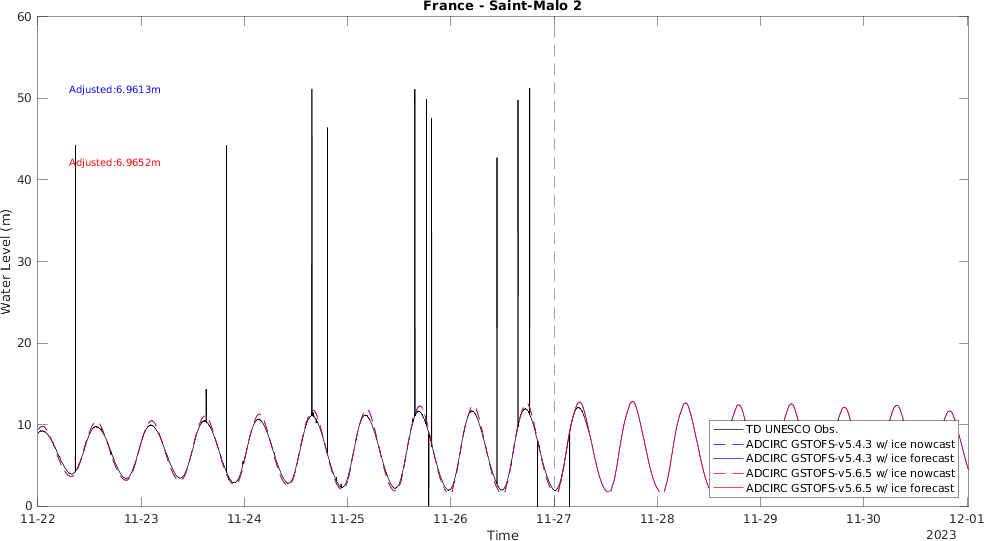 France - Saint-Malo 2
60
50
40
30
20
10
0
Water Level (m)
Adjusted:6.9613m
Adjusted:6.9652m
TD UNESCO Obs.
ADCIRC GSTOFS-v5.4.3 w/ ice nowcast
ADCIRC GSTOFS-v5.4.3 w/ ice forecast
ADCIRC GSTOFS-v5.6.5 w/ ice nowcast
ADCIRC GSTOFS-v5.6.5 w/ ice forecast
11-22 11-23 11-24 11-25 11-26 11-27 11-28 11-29 11-30 12-01
Time
2023